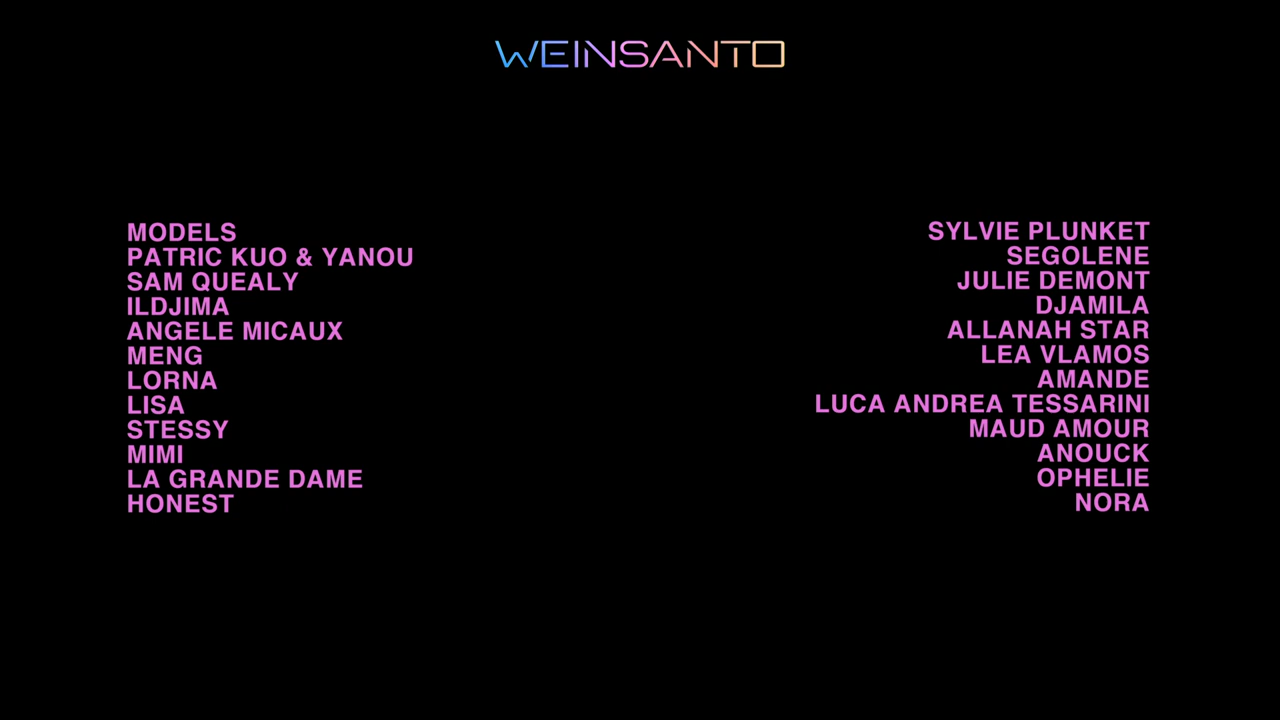 WEINSANTO
MODELS
PATRIC KUO & YANOU
SAM QUEALY
ILDJIMA
ANGELE MICAUX
MENG
LORNA
LISA
STESSY
MIMI
LA GRANDE DAME
HONEST
SYLVIE PLUNKET
SEGOLENE
JULIE DEMONT
DJAMILA
ALLANAH STAR
LEA VLAMOS
AMANDE
LUCA ANDREA TESSARINI
MAUD AMOUR
ANOUCK
OPHELIE
NORA